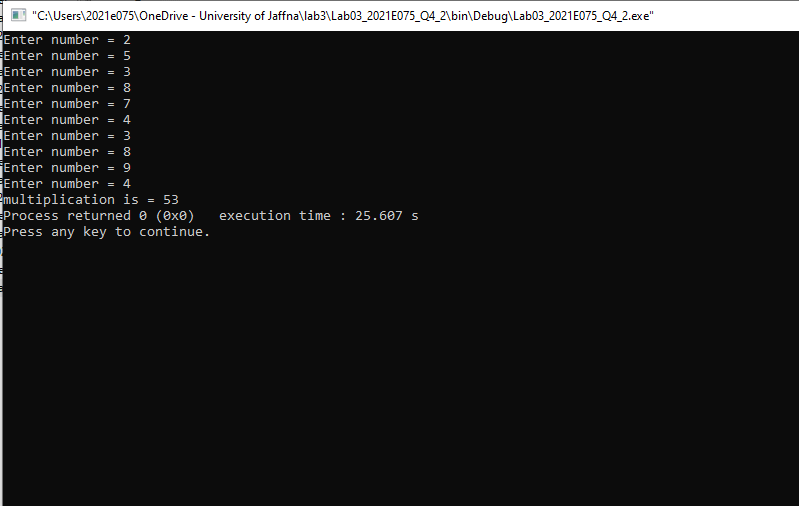 "C:\Users\2021e075\OneDrive - University of Jaffna\lab3\Lab03_2021E075_Q4_2\bin\Debug\Lab03_2021E075_Q4_2.exe"
Enter number = 2
Enter number = 5
Enter number = 3
Enter number = 8
Enter number = 7
Enter number = 4
Enter number = 3
Enter number = 8
Enter number = 9
Enter number = 4
multiplication is = 53
Process returned 0 (0x0)   execution time : 25.607 s
Press any key to continue.